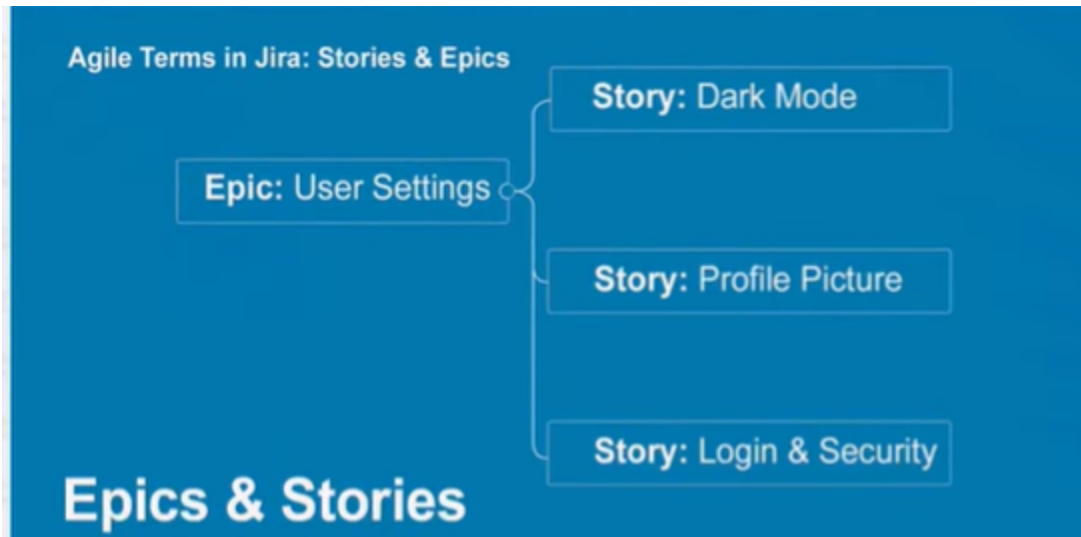 Agile Terms in Jira: Stories & Epics
Story: Dark Mode
Epic: User Settings
Story: Profile Picture
Story: Login & Security
Epics & Stories